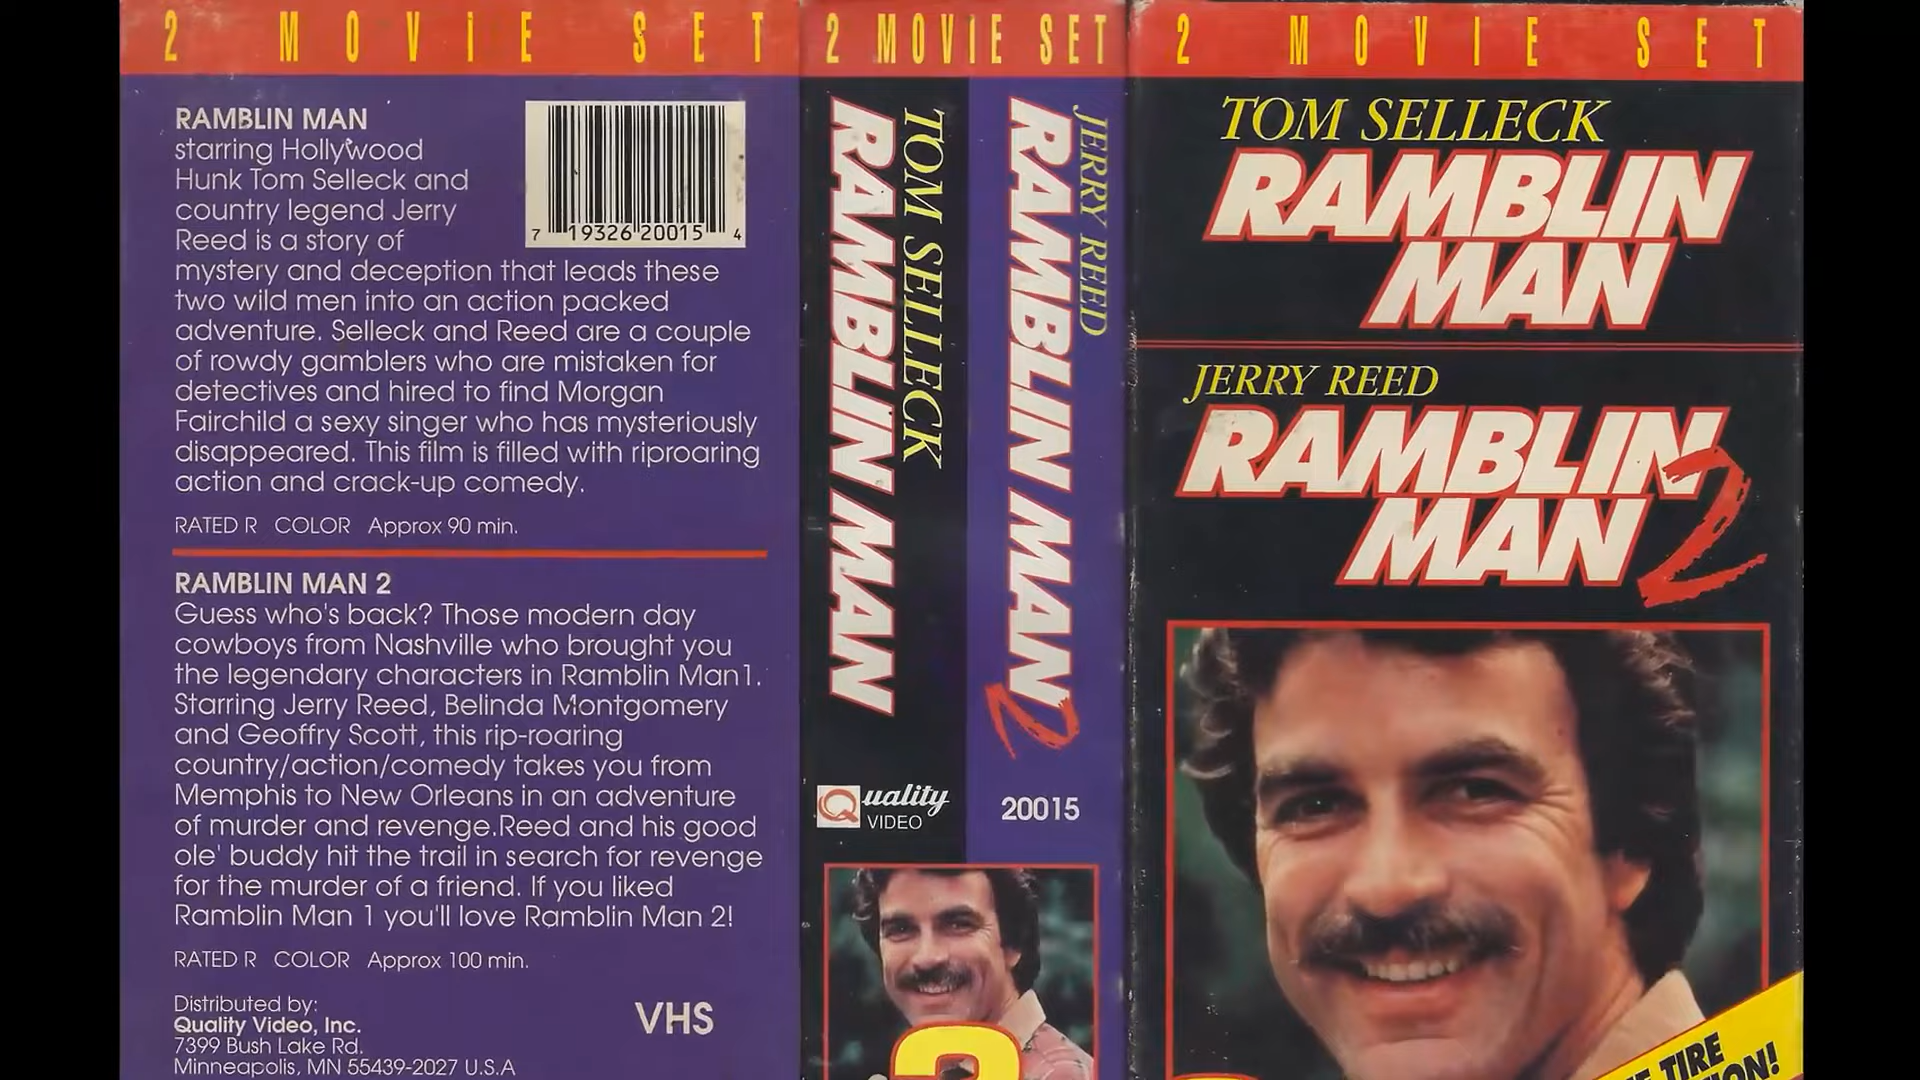 2 MOVIE SET
RAMBLIN MAN
starring Hollywood
Hunk Tom Selleck and
country legend Jerry
Reed is a story of
mystery and deception that leads these
two wild men into an action packed
adventure. Selleck and Reed are a couple
of rowdy gamblers who are mistaken for
detectives and hired to find Morgan
Fairchild a sexy singer who has mysteriously
disappeared. This film is filled with riproaring
action and crack-up comedy.
RATED R COLOR Approx 90 min.
7 19326 20015 4
RAMBLIN MAN 2
Guess who's back? Those modern day
cowboys from Nashville who brought you
the legendary characters in Ramblin Man1.
Starring Jerry Reed, Belinda Montgomery
and Geoffry Scott, this rip-roaring
country/action/comedy takes you from
Memphis to New Orleans in an adventure
of murder and revenge.Reed and his good
ole' buddy hit the trail in search for revenge
for the murder of a friend. If you liked
Ramblin Man 1 you'll love Ramblin Man 2!
RATED R COLOR Approx 100 min.
Distributed by:
Quality Video, Inc.
7399 Bush Lake Rd.
Minneapolis, MN 55439-2027 U.S.A
VHS
2 MOVIE SET
TOM SELLECK
RAMBLIN MAN
JERRY REED
RAMBLIN MAN 2
Quality
VIDEO
20015
2
2 MOVIE SET
TOM SELLECK
RAMBLIN
MAN
JERRY REED
RAMBLIN
MAN 2
TIRE